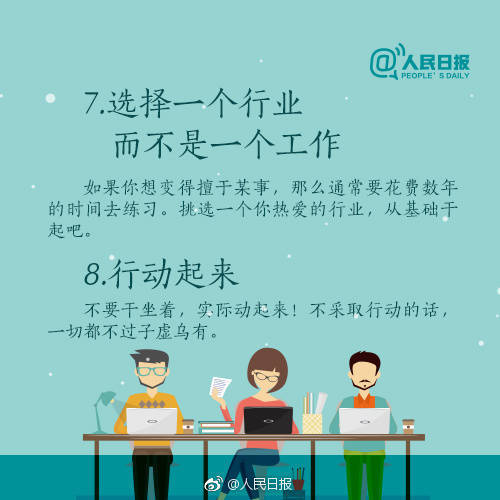 @人民日报
PEOPLE'S DAILY
7.选择一个行业
而不是一个工作
如果你想变得擅于某事，那么通常要花费数年
的时间去练习。挑选一个你热爱的行业，从基础干
起吧。
8.行动起来
不要干坐着，实际动起来！不采取行动的话，
一切都不过子虚乌有。
@人民日报